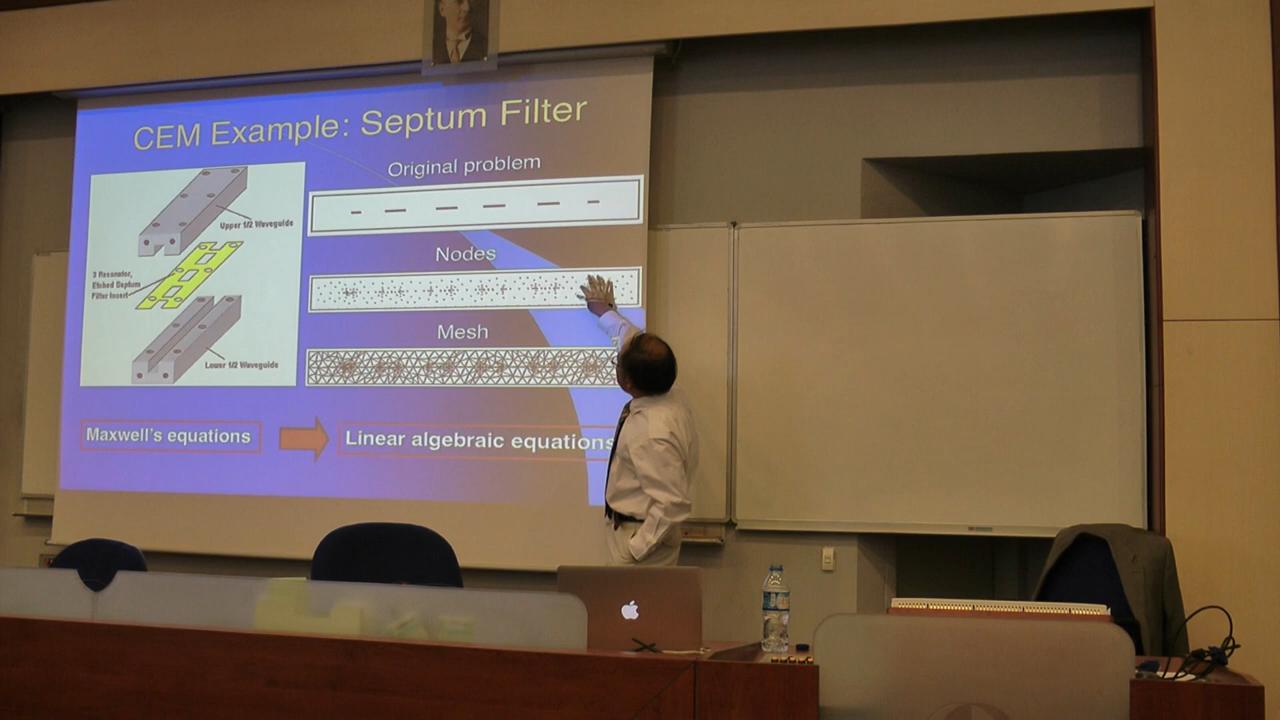 CEM Example: Septum Filter
Original problem
Upper 1/2 Waveguide
Nodes
3 Resonator,
Etched Septum
Filter Insert
Mesh
Lower 1/2 Waveguide
Maxwell's equations
Linear algebraic equations